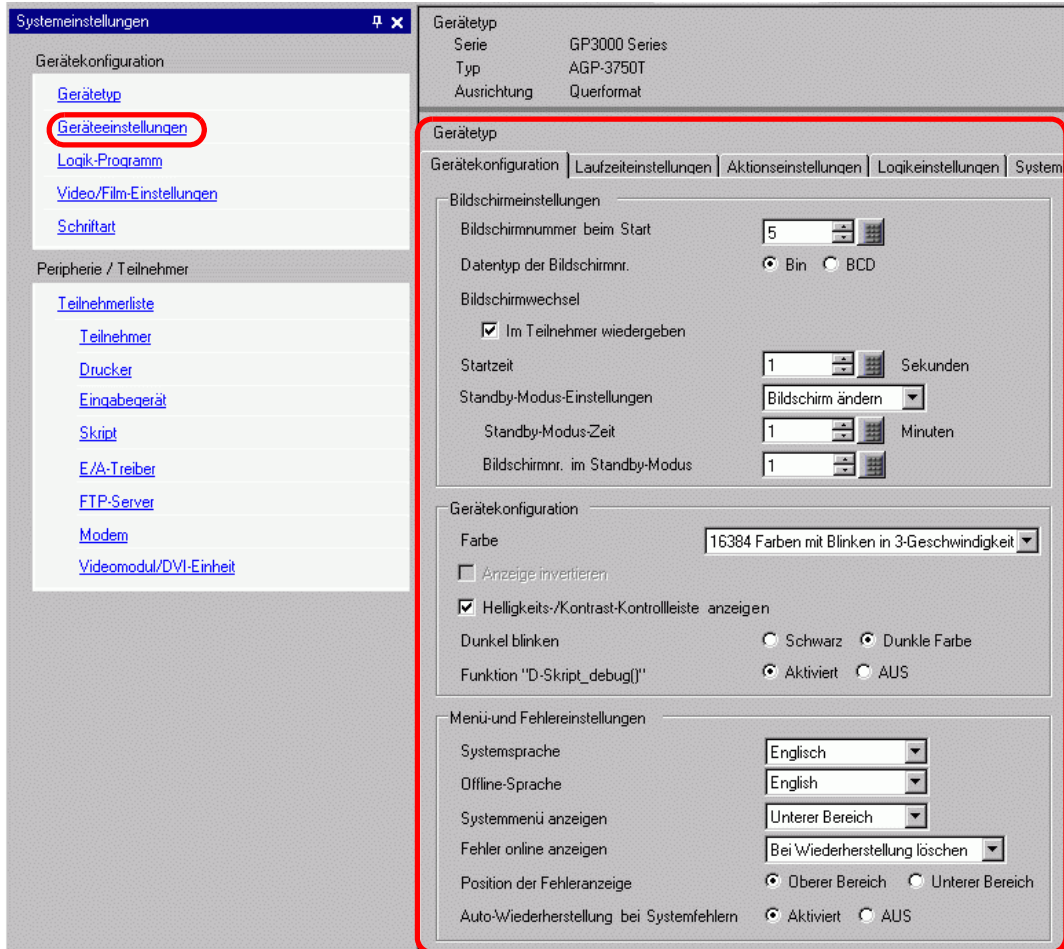 Systemeinstellungen
Gerätekonfiguration
Gerätetyp
Geräteeinstellungen
Logik-Programm
Video/Film-Einstellungen
Schriftart
Peripherie / Teilnehmer
Teilnehmerliste
Teilnehmer
Drucker
Eingabegerät
Skript
E/A-Treiber
FTP-Server
Modem
Videomodul/DVI-Einheit
Gerätetyp
Serie GP3000 Series
Typ AGP-3750T
Ausrichtung Querformat
Gerätetyp
Gerätekonfiguration Laufzeiteinstellungen Aktionseinstellungen Logikeinstellungen System
Bildschirmeinstellungen
Bildschirmnummer beim Start 5
Datentyp der Bildschirmnr. Bin BCD
Bildschirmwechsel
Im Teilnehmer wiedergeben
Startzeit 1 Sekunden
Standby-Modus-Einstellungen Bildschirm ändern
Standby-Modus-Zeit 1 Minuten
Bildschirmnr. im Standby-Modus 1
Gerätekonfiguration
Farbe 16384 Farben mit Blinken in 3-Geschwindigkeit
Anzeige invertieren
Helligkeits-/Kontrast-Kontrollleiste anzeigen
Dunkel blinken Schwarz Dunkle Farbe
Funktion "D-Skript_debug()" Aktiviert AUS
Menü-und Fehlereinstellungen
Systemsprache Englisch
Offline-Sprache English
Systemmenü anzeigen Unterer Bereich
Fehler online anzeigen Bei Wiederherstellung löschen
Position der Fehleranzeige Oberer Bereich Unterer Bereich
Auto-Wiederherstellung bei Systemfehlern Aktiviert AUS